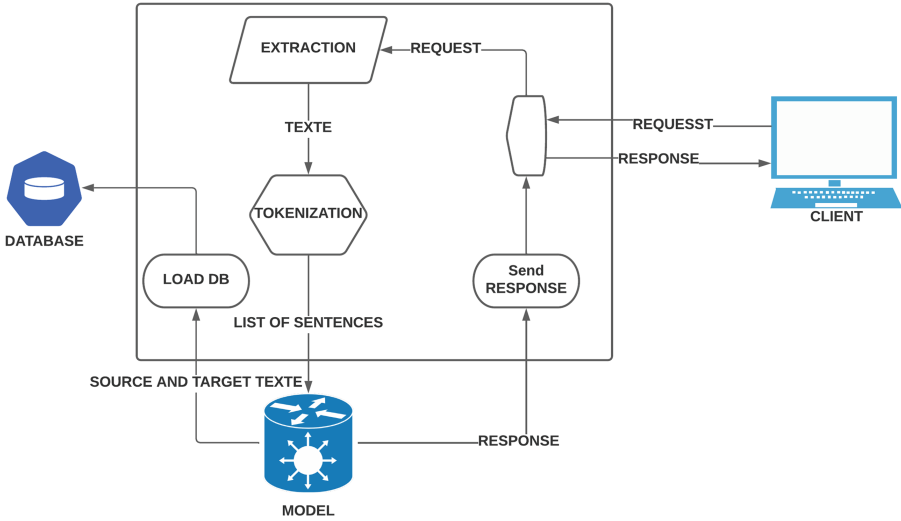 EXTRACTION
REQUEST
TEXTE
REQUESST
RESPONSE
TOKENIZATION
CLIENT
DATABASE
LOAD DB
Send
RESPONSE
LIST OF SENTENCES
SOURCE AND TARGET TEXTE
RESPONSE
MODEL